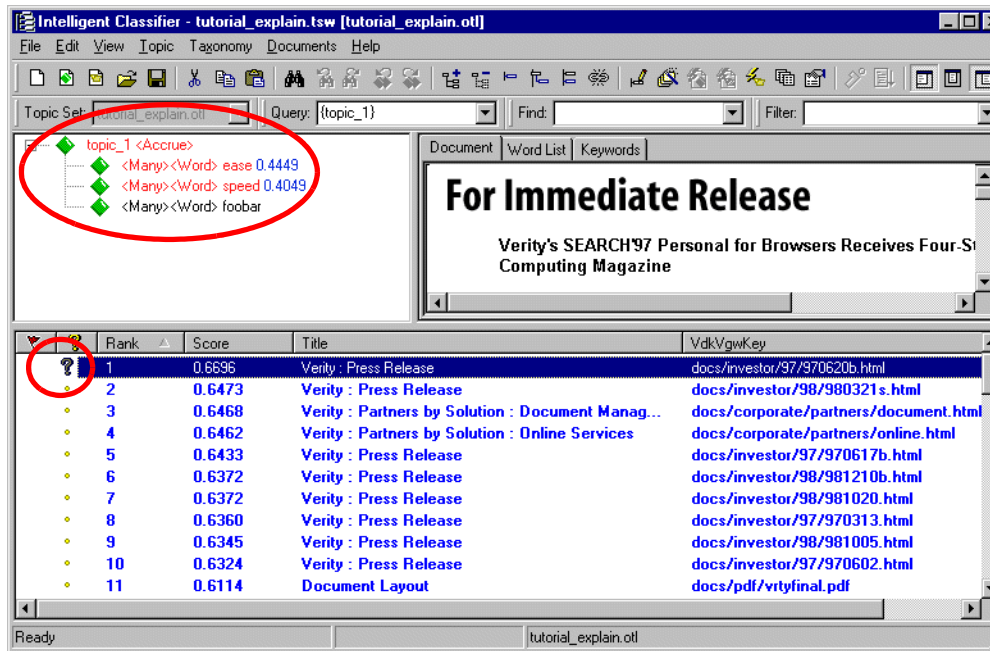 Intelligent Classifier - tutorial_explain.tsw [tutorial_explain.otl]
File Edit View Topic Taxonomy Documents Help
Topic Set: tutorial_explain.otl Query: {topic_1} Find: Filter:
topic_1 <Accrue>
<Many><Word> ease 0.4449
<Many><Word> speed 0.4049
<Many><Word> foobar
Document Word List Keywords
For Immediate Release
Verity's SEARCH'97 Personal for Browsers Receives Four-St
Computing Magazine
Rank Score Title VdkVgwKey
1 0.6696 Verity : Press Release docs/investor/97/970620b.html
2 0.6473 Verity : Press Release docs/investor/98/980321s.html
3 0.6468 Verity : Partners by Solution : Document Manag... docs/corporate/partners/document.html
4 0.6462 Verity : Partners by Solution : Online Services docs/corporate/partners/online.html
5 0.6433 Verity : Press Release docs/investor/97/970617b.html
6 0.6372 Verity : Press Release docs/investor/98/981210b.html
7 0.6372 Verity : Press Release docs/investor/98/981020.html
8 0.6360 Verity : Press Release docs/investor/97/970313.html
9 0.6345 Verity : Press Release docs/investor/98/981005.html
10 0.6324 Verity : Press Release docs/investor/97/970602.html
11 0.6114 Document Layout docs/pdf/vrtyfinal.pdf
Ready tutorial_explain.otl